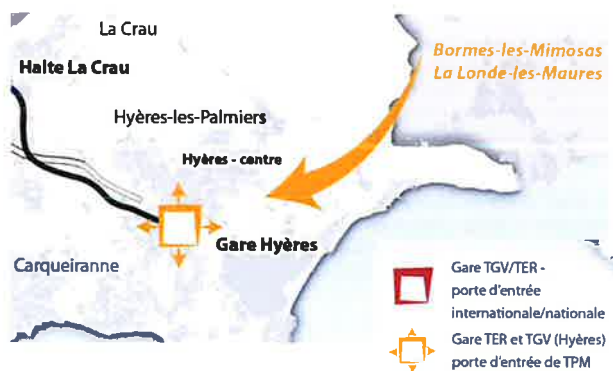 La Crau
Halte La Crau
Bormes-les-Mimosas
La Londe-les-Maures
Hyères-les-Palmiers
Hyères - centre
Gare Hyères
Carqueiranne
Gare TGV/TER -
porte d'entrée
internationale/nationale
Gare TER et TGV (Hyères)
porte d'entrée de TPM